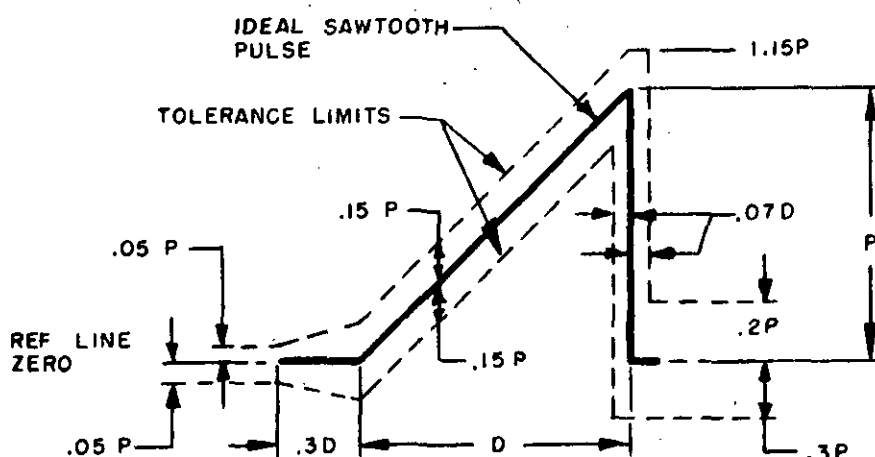 IDEAL SAWTOOTH
PULSE
1.15P
TOLERANCE LIMITS
.15 P
.07D
.05 P
P
REF LINE
ZERO
.2P
.15 P
.05 P
.3D
D
.3P